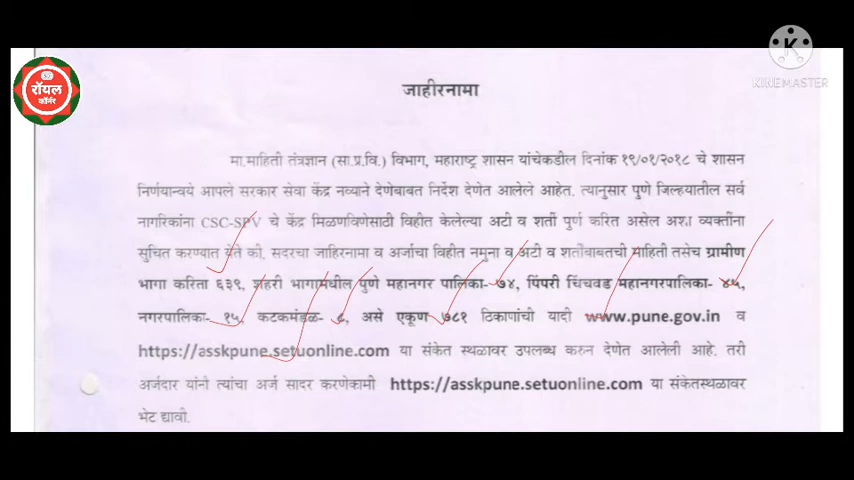 जाहीरनामा
मा.माहिती तंत्रज्ञान (सा.प्र.वि.) विभाग, महाराष्ट्र शासन यांचेकडील दिनांक १९/०१/२०१८ चे शासन
निर्णयान्वये आपले सरकार सेवा केंद्र नव्याने देणेबाबत निर्देश देणेत आलेले आहेत. त्यानुसार पुणे जिल्ह्यातील सर्व
नागरिकांना CSC-SPV चे केंद्र मिळणविणेसाठी विहीत केलेल्या अटी व शर्ती पुर्ण करित असेल अश्या व्यक्तींना
सुचित करण्यात येते की, सदरचा जाहिरनामा व अर्जाचा विहीत नमुना व अटी व शर्तीबाबतची माहिती तसेच ग्रामीण
भागा करिता ६३९, शहरी भागामधील पुणे महानगर पालिका-७४, पिंपरी चिंचवड महानगरपालिका- ४५,
नगरपालिका- १५, कटकमंडळ- ८, असे एकूण ७८१ ठिकाणांची यादी www.pune.gov.in व
https://asskpune.setuonline.com या संकेत स्थळावर उपलब्ध करुन देणेत आलेली आहे. तरी
अर्जदार यांनी त्यांचा अर्ज सादर करणेकामी https://asskpune.setuonline.com या संकेतस्थळावर
भेट द्यावी.
रॉयल
कॉर्नर
K
KINEMASTER